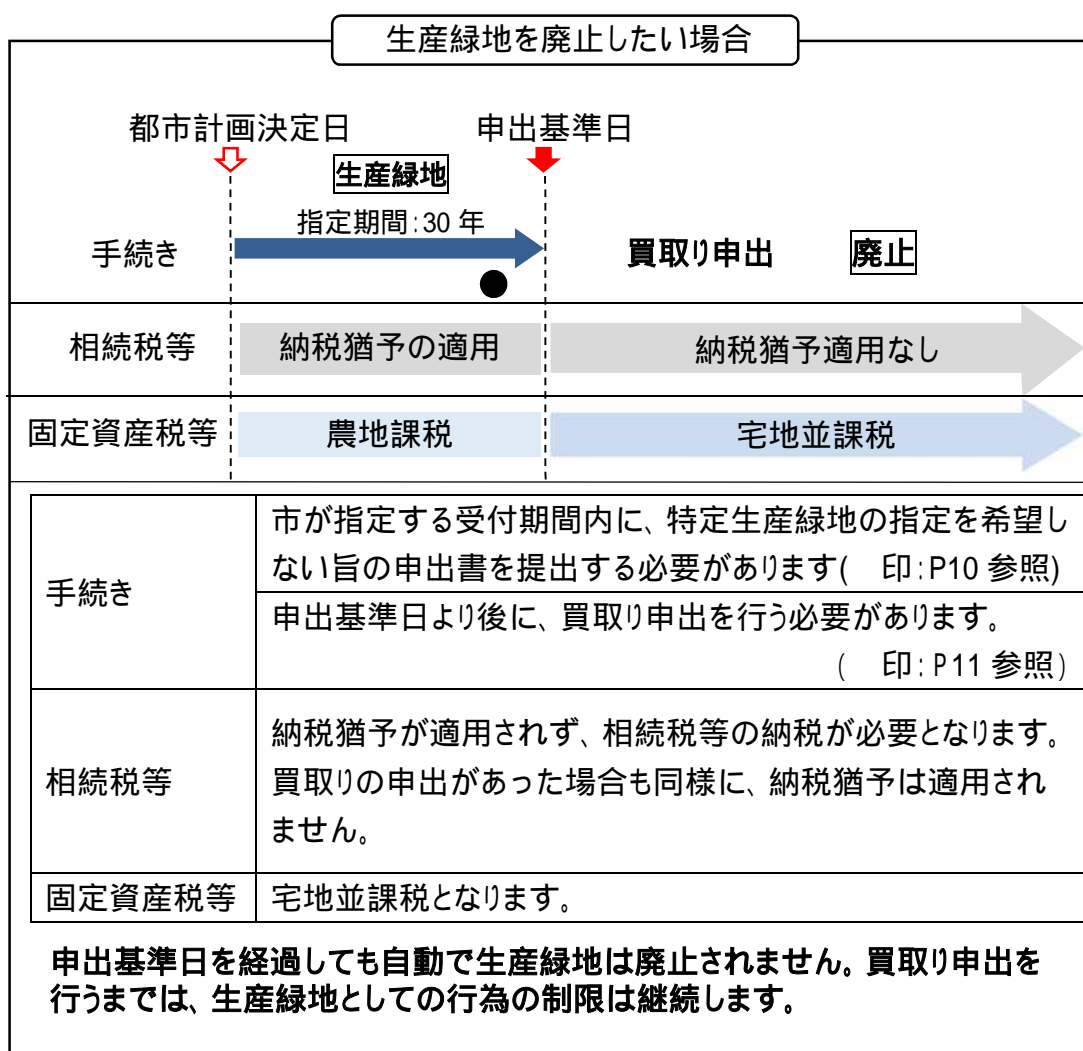 生産緑地を廃止したい場合
都市計画決定日 申出基準日
生産緑地
指定期間:30 年
手続き 買取り申出 廃止
相続税等 納税猶予の適用 納税猶予適用なし
固定資産税等 農地課税 宅地並課税
手続き
市が指定する受付期間内に、特定生産緑地の指定を希望し
ない旨の申出書を提出する必要があります( 印:P10 参照)
申出基準日より後に、買取り申出を行う必要があります。
( 印:P11 参照)
相続税等
納税猶予が適用されず、相続税等の納税が必要となります。
買取りの申出があった場合も同様に、納税猶予は適用され
ません。
固定資産税等 宅地並課税となります。
申出基準日を経過しても自動で生産緑地は廃止されません。買取り申出を
行うまでは、生産緑地としての行為の制限は継続します。